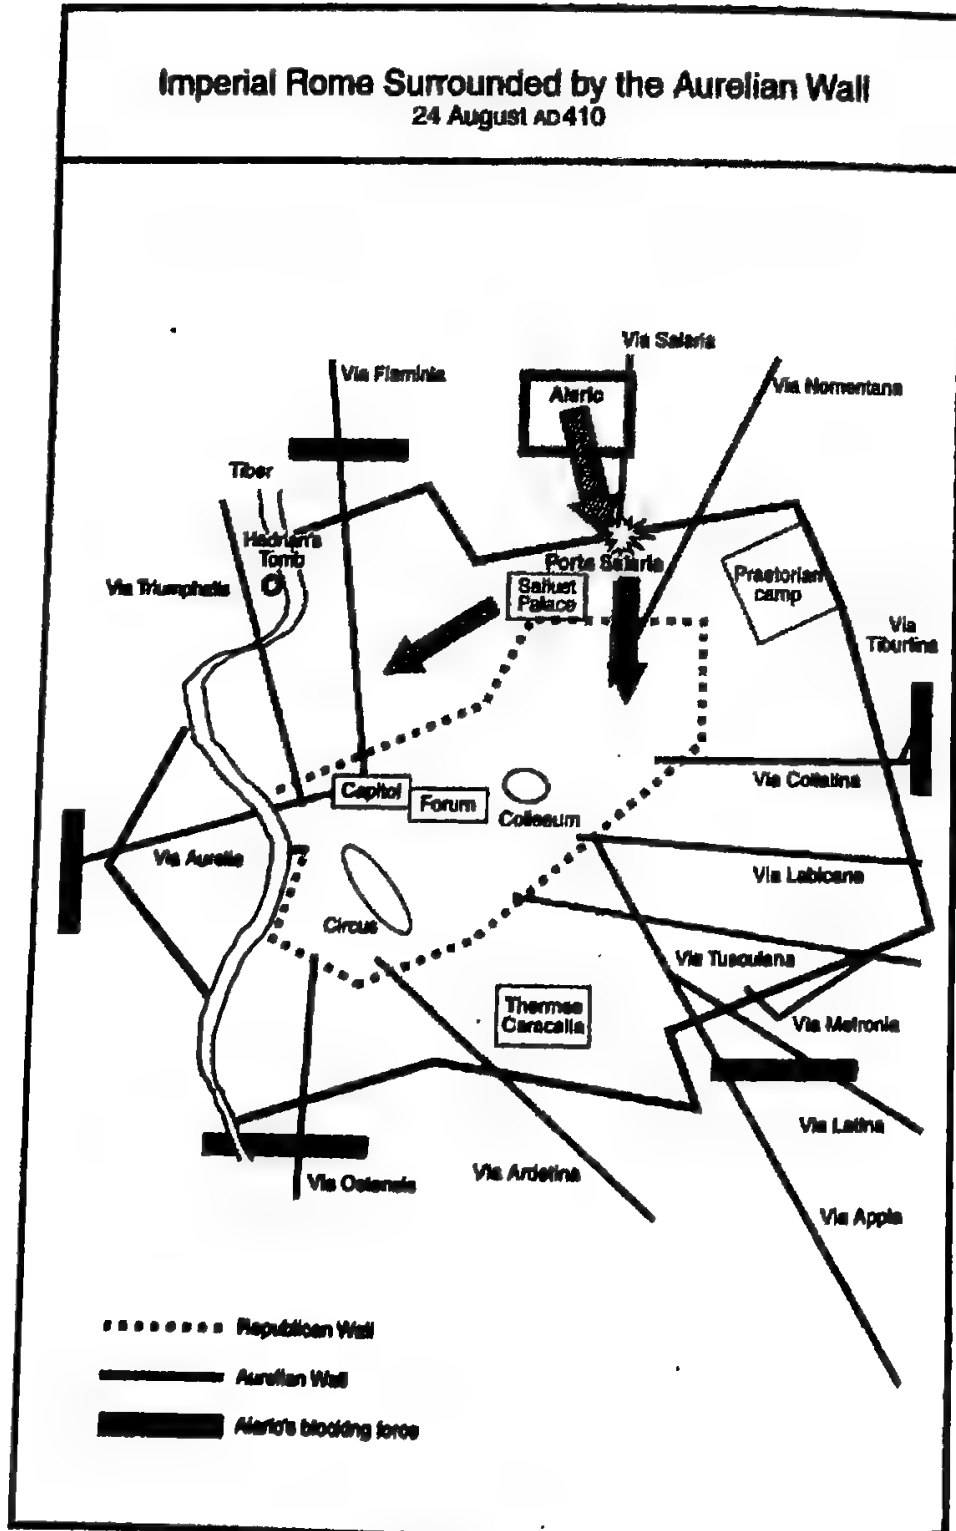 Imperial Rome Surrounded by the Aurelian Wall
24 August AD410
Via Salaria
Via Flaminia
Alaric
Via Nomentana
Tiber
Hadrian's
Tomb
Porta Salaria
Via Triumphalis
Sallust
Palace
Praetorian
camp
Via
Tiburtina
Via Collatina
Capitol
Forum
Coliseum
Via Aurelia
Via Labicana
Circus
Via Tusculana
Thermae
Caracalla
Via Metronia
Via Latina
Via Ostensis
Via Ardetina
Via Appia
Republican Wall
Aurelian Wall
Alaric's blocking force